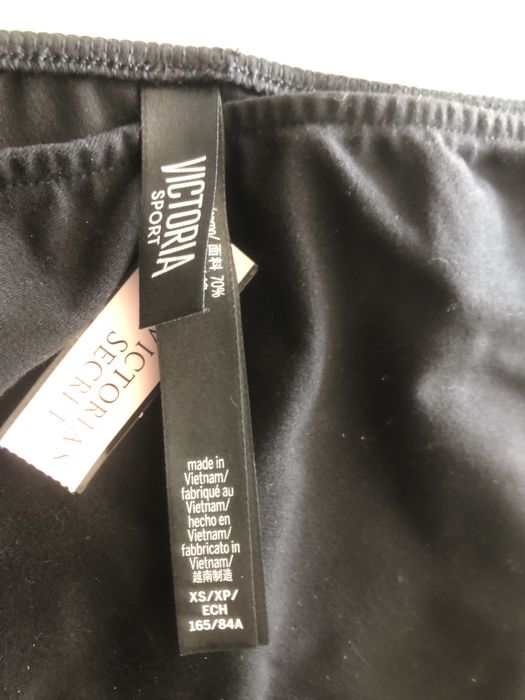 VICTORIA
SPORT
面料 70%
VICTORIA'S
SECRET
made in
Vietnam/
fabriqué au
Vietnam/
hecho en
Vietnam/
fabbricato in
Vietnam/
越南制造
XS/XP/
ECH
165/84A